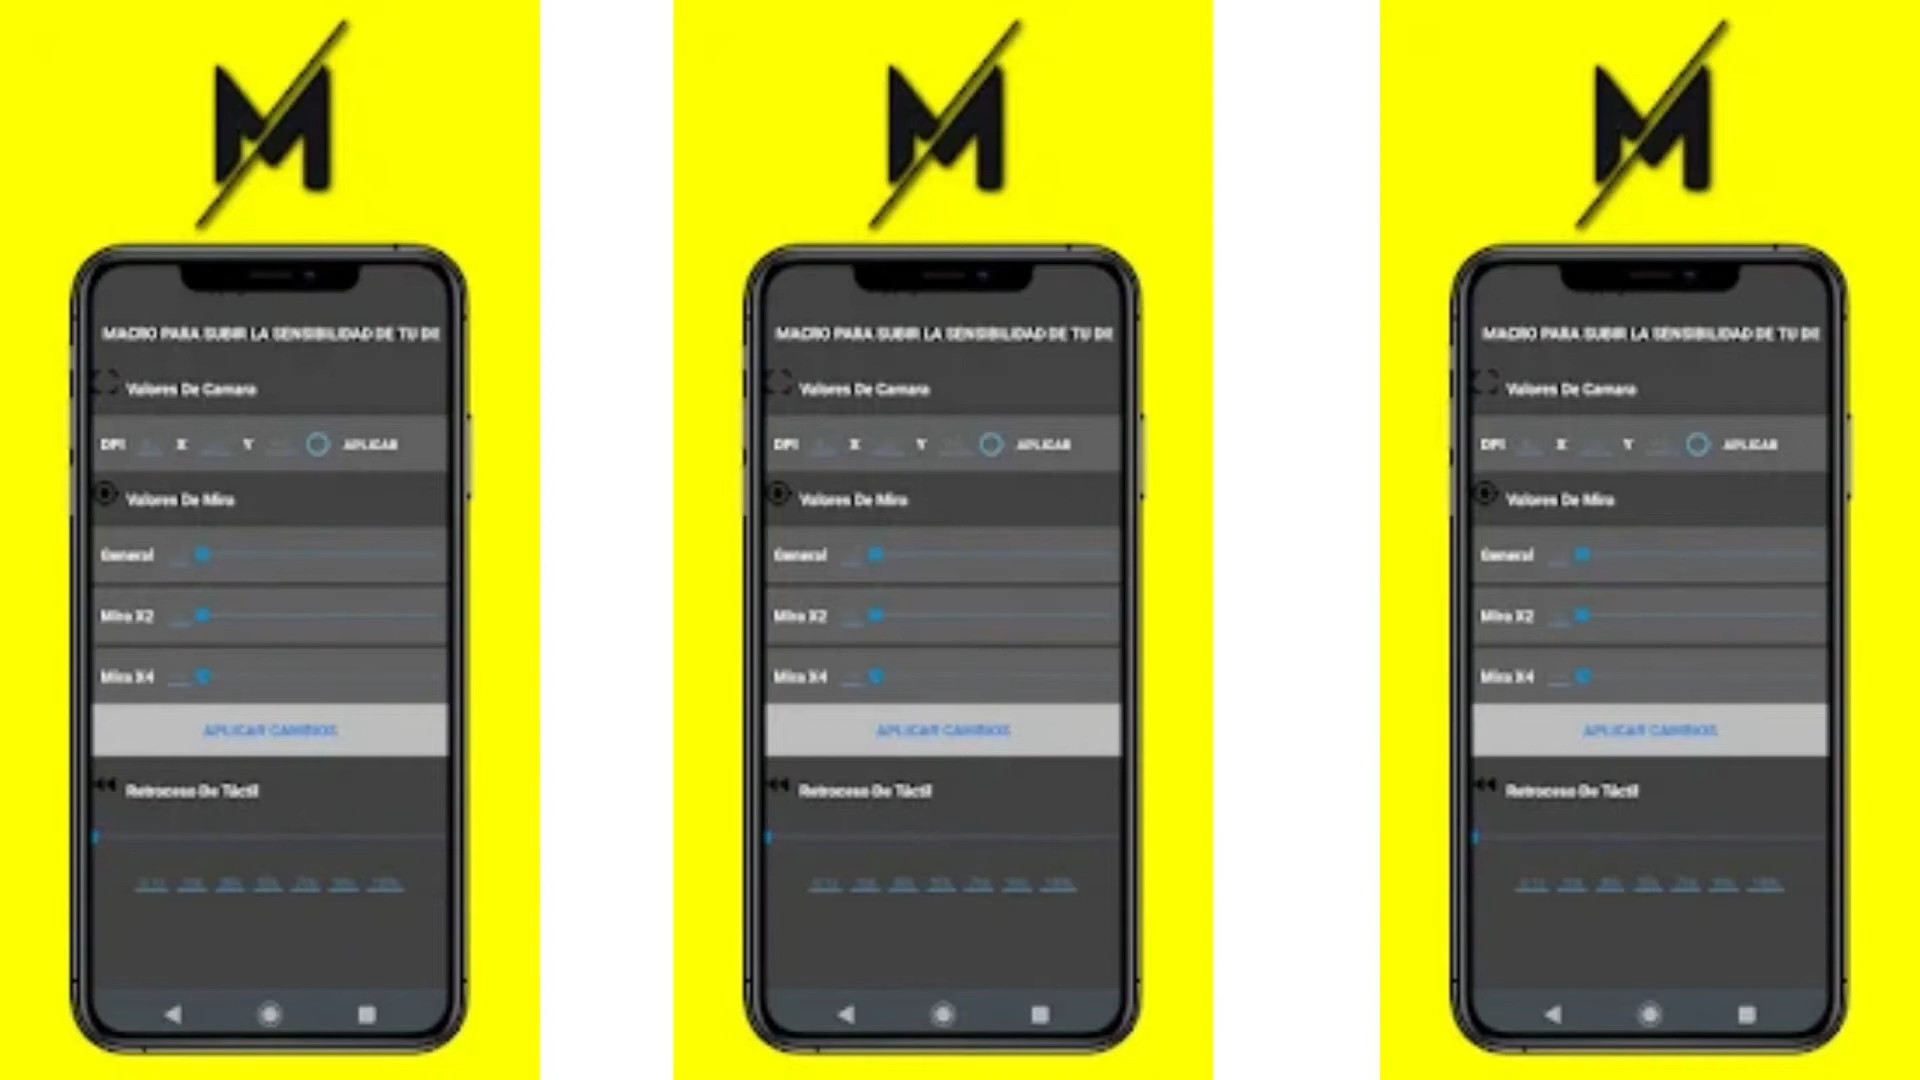 M
MACRO PARA SUBIR LA SENSIBILIDAD DE TU DE
Valores De Camara
DPI X Y APLICAR
Valores De Mira
General
Mira X2
Mira X4
APLICAR CAMBIOS
Retroceso De Táctil
M
MACRO PARA SUBIR LA SENSIBILIDAD DE TU DE
Valores De Camara
DPI X Y APLICAR
Valores De Mira
General
Mira X2
Mira X4
APLICAR CAMBIOS
Retroceso De Táctil
M
MACRO PARA SUBIR LA SENSIBILIDAD DE TU DE
Valores De Camara
DPI X Y APLICAR
Valores De Mira
General
Mira X2
Mira X4
APLICAR CAMBIOS
Retroceso De Táctil